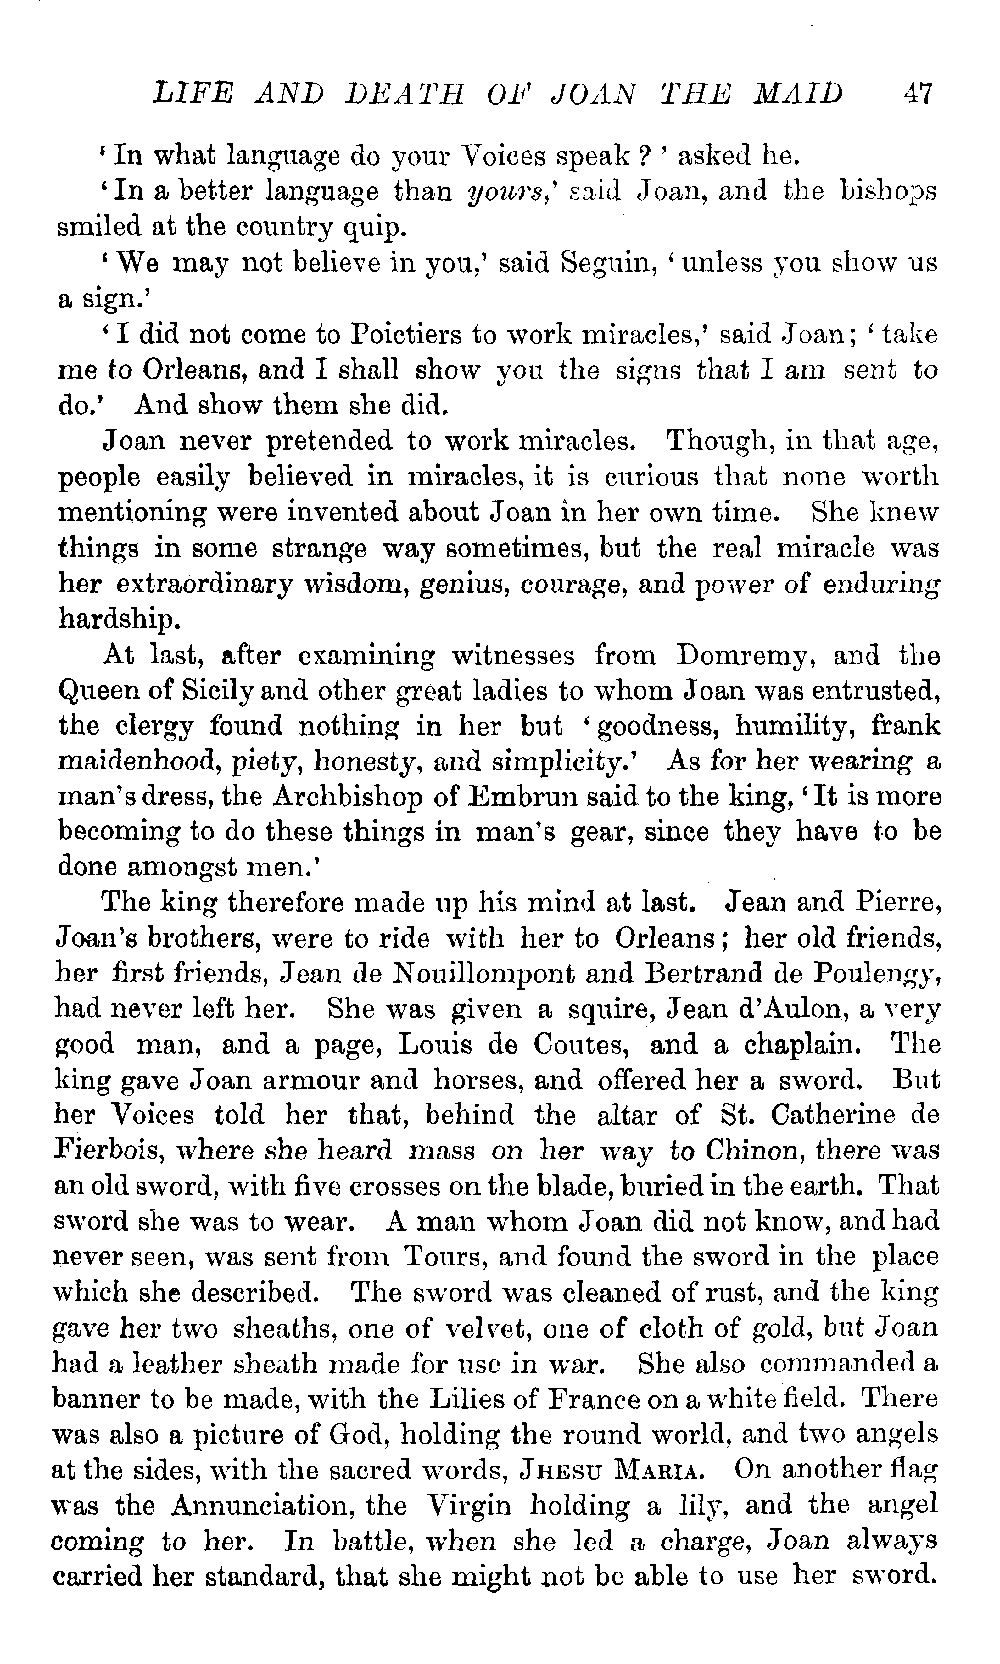 LIFE AND DEATH OF JOAN THE MAID 47
‘In what language do your Voices speak?’ asked he.
‘In a better language than yours,’ said Joan, and the bishops
smiled at the country quip.
‘We may not believe in you,’ said Seguin, ‘unless you show us
a sign.’
‘I did not come to Poictiers to work miracles,’ said Joan; ‘take
me to Orleans, and I shall show you the signs that I am sent to
do.’ And show them she did.
Joan never pretended to work miracles. Though, in that age,
people easily believed in miracles, it is curious that none worth
mentioning were invented about Joan in her own time. She knew
things in some strange way sometimes, but the real miracle was
her extraordinary wisdom, genius, courage, and power of enduring
hardship.
At last, after examining witnesses from Domremy, and the
Queen of Sicily and other great ladies to whom Joan was entrusted,
the clergy found nothing in her but ‘goodness, humility, frank
maidenhood, piety, honesty, and simplicity.’ As for her wearing a
man's dress, the Archbishop of Embrun said to the king, ‘It is more
becoming to do these things in man's gear, since they have to be
done amongst men.’
The king therefore made up his mind at last. Jean and Pierre,
Joan's brothers, were to ride with her to Orleans; her old friends,
her first friends, Jean de Nouillompont and Bertrand de Poulengy,
had never left her. She was given a squire, Jean d'Aulon, a very
good man, and a page, Louis de Coutes, and a chaplain. The
king gave Joan armour and horses, and offered her a sword. But
her Voices told her that, behind the altar of St. Catherine de
Fierbois, where she heard mass on her way to Chinon, there was
an old sword, with five crosses on the blade, buried in the earth. That
sword she was to wear. A man whom Joan did not know, and had
never seen, was sent from Tours, and found the sword in the place
which she described. The sword was cleaned of rust, and the king
gave her two sheaths, one of velvet, one of cloth of gold, but Joan
had a leather sheath made for use in war. She also commanded a
banner to be made, with the Lilies of France on a white field. There
was also a picture of God, holding the round world, and two angels
at the sides, with the sacred words, JHESU MARIA. On another flag
was the Annunciation, the Virgin holding a lily, and the angel
coming to her. In battle, when she led a charge, Joan always
carried her standard, that she might not be able to use her sword.